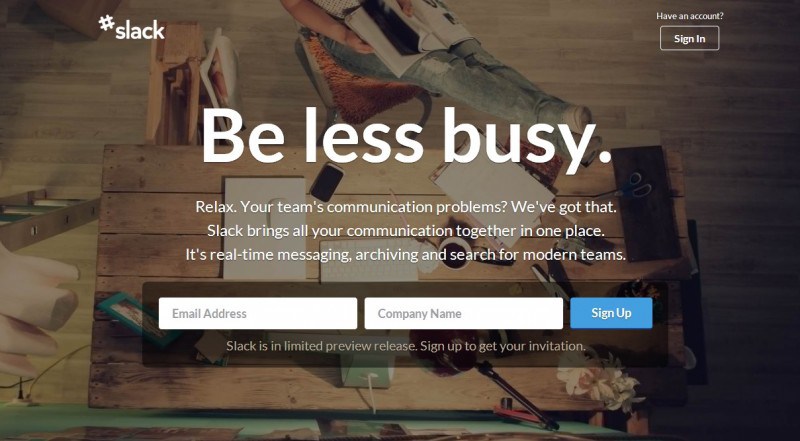 slack
Have an account?
Sign In
Be less busy.
Relax. Your team's communication problems? We've got that.
Slack brings all your communication together in one place.
It's real-time messaging, archiving and search for modern teams.
Email Address
Company Name
Sign Up
Slack is in limited preview release. Sign up to get your invitation.